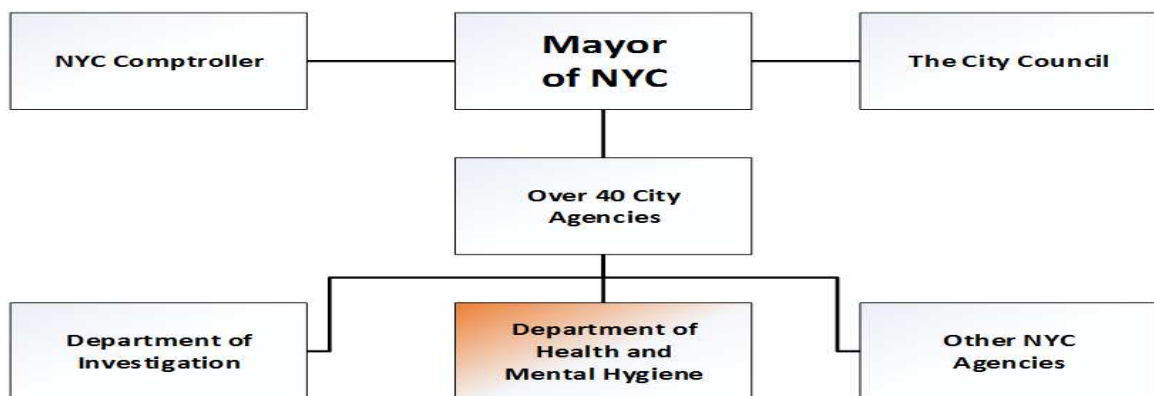 NYC Comptroller
Mayor
of NYC
The City Council
Over 40 City
Agencies
Department of
Investigation
Department of
Health and
Mental Hygiene
Other NYC
Agencies